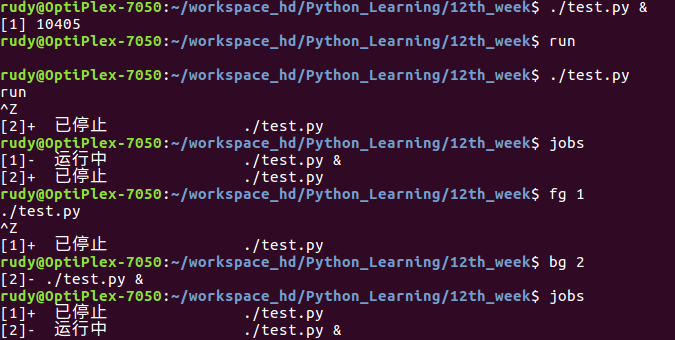 rudy@OptiPlex-7050:~/workspace_hd/Python_Learning/12th_week$ ./test.py &
[1] 10405
rudy@OptiPlex-7050:~/workspace_hd/Python_Learning/12th_week$ run
rudy@OptiPlex-7050:~/workspace_hd/Python_Learning/12th_week$ ./test.py
run
^Z
[2]+  已停止               ./test.py
rudy@OptiPlex-7050:~/workspace_hd/Python_Learning/12th_week$ jobs
[1]-  运行中               ./test.py &
[2]+  已停止               ./test.py
rudy@OptiPlex-7050:~/workspace_hd/Python_Learning/12th_week$ fg 1
./test.py
^Z
[1]+  已停止               ./test.py
rudy@OptiPlex-7050:~/workspace_hd/Python_Learning/12th_week$ bg 2
[2]- ./test.py &
rudy@OptiPlex-7050:~/workspace_hd/Python_Learning/12th_week$ jobs
[1]+  已停止               ./test.py
[2]-  运行中               ./test.py &